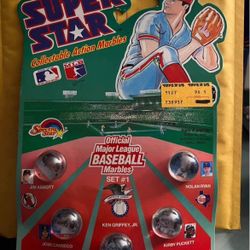 SUPER
STAR
Collectable Action Marbles
Official
Major League
BASEBALL
Marbles
SET #1
JIM ABBOTT
NOLAN RYAN
KEN GRIFFEY, JR.
JOSE CANSECO
KIRBY PUCKETT